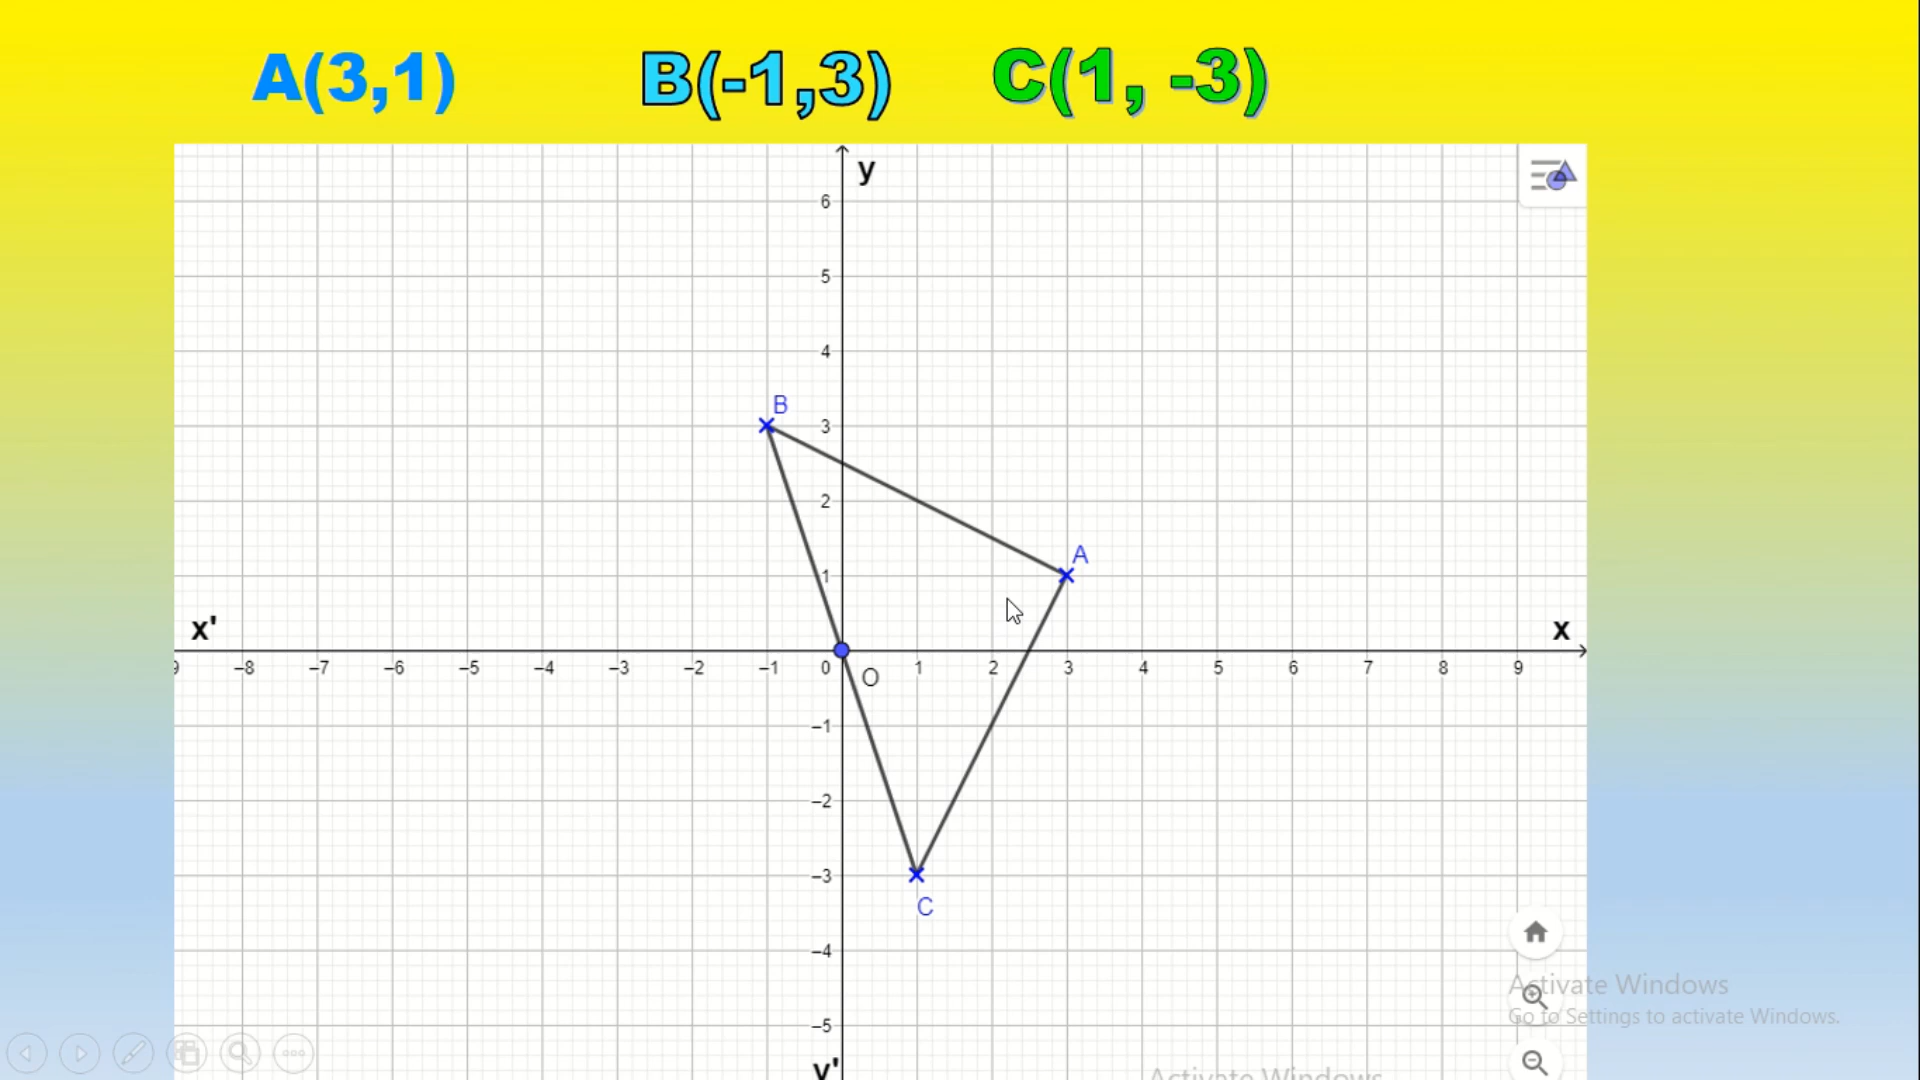 A(3,1) B(-1,3) C(1, -3)
y
6
5
4
B
3
2
A
1
x' x
–8 –7 –6 –5 –4 –3 –2 –1 0 1 2 3 4 5 6 7 8 9
O
–1
–2
–3
C
–4
Activate Windows
Go to Settings to activate Windows.
–5
y'
Activate Windows